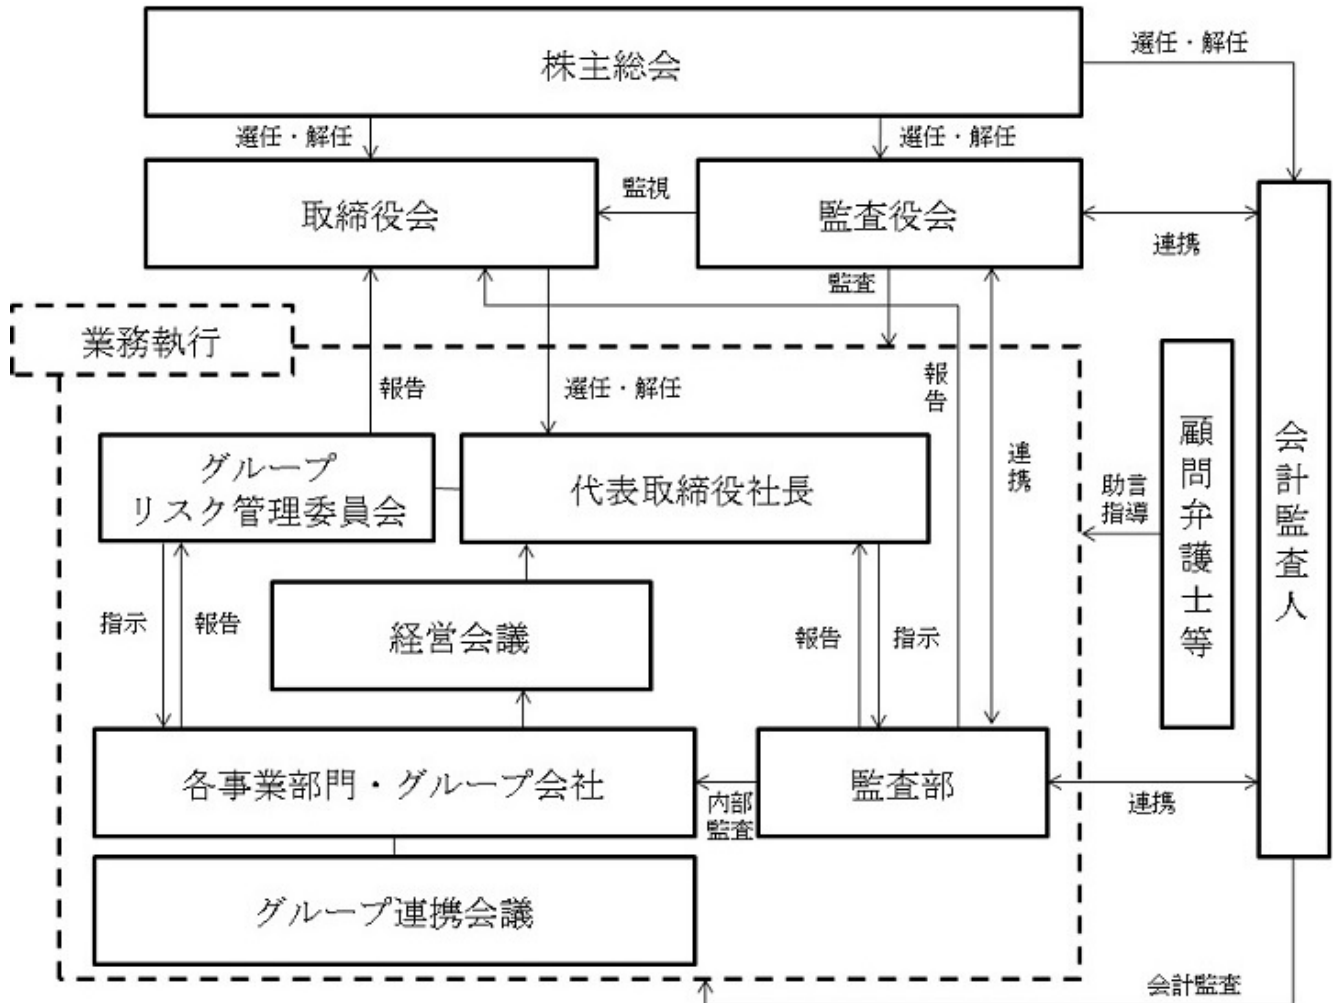 株主総会
選任・解任
選任・解任
選任・解任
取締役会
監視
監査役会
連携
監査
業務執行
報告
選任・解任
報告
連携
グループ
リスク管理委員会
代表取締役社長
助言
指導
顧問弁護士等
会計監査人
指示
報告
経営会議
報告
指示
各事業部門・グループ会社
内部
監査
監査部
連携
グループ連携会議
会計監査